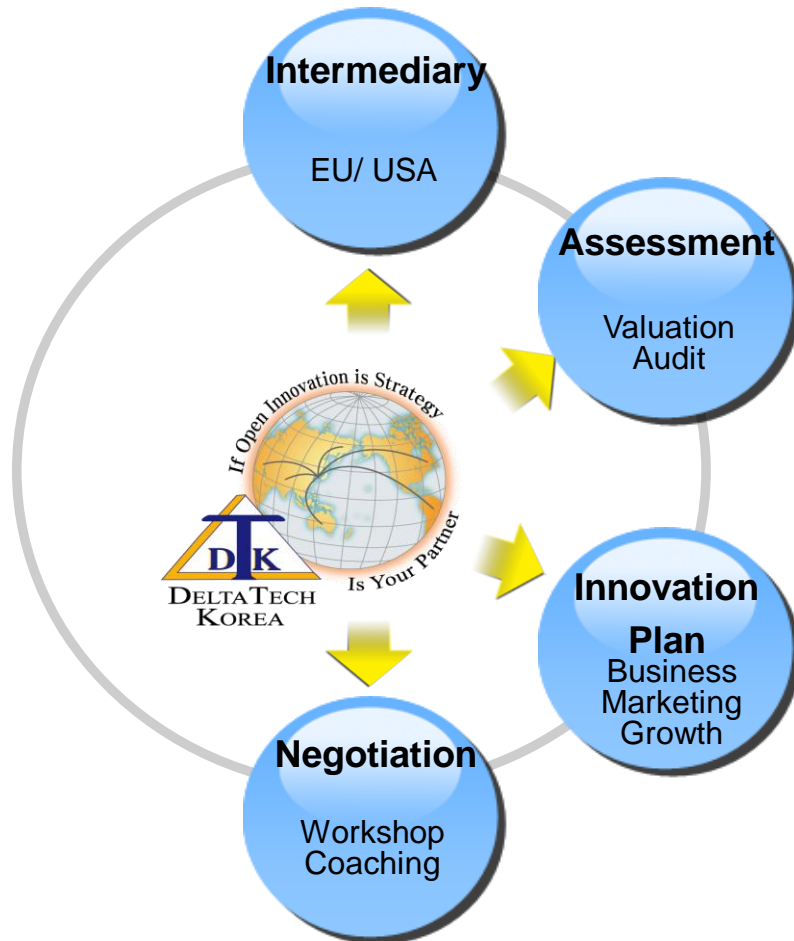 Intermediary
EU/ USA
Assessment
Valuation
Audit
If Open Innovation is Strategy
DTK
DELTATECH
KOREA
Is Your Partner
Innovation
Plan
Business
Marketing
Growth
Negotiation
Workshop
Coaching